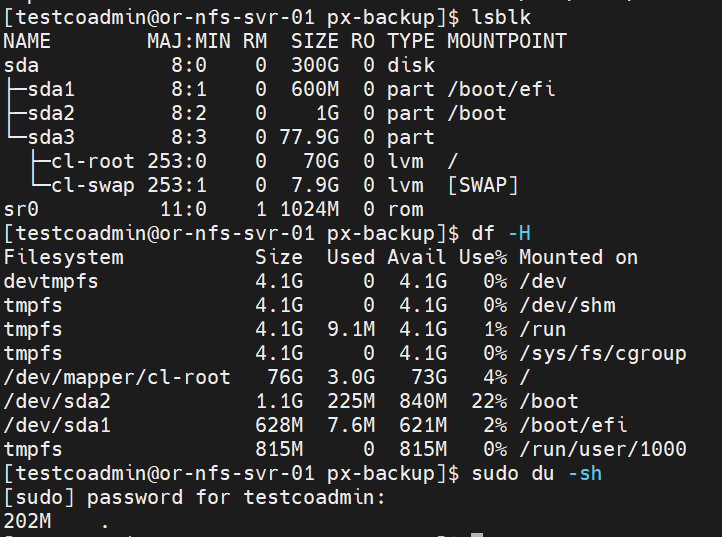 [testcoadmin@or-nfs-svr-01 px-backup]$ lsblk
NAME        MAJ:MIN RM  SIZE RO TYPE MOUNTPOINT
sda           8:0    0  300G  0 disk
├─sda1        8:1    0  600M  0 part /boot/efi
├─sda2        8:2    0    1G  0 part /boot
└─sda3        8:3    0 77.9G  0 part
  ├─cl-root 253:0    0   70G  0 lvm  /
  └─cl-swap 253:1    0  7.9G  0 lvm  [SWAP]
sr0          11:0    1 1024M  0 rom
[testcoadmin@or-nfs-svr-01 px-backup]$ df -H
Filesystem           Size  Used Avail Use% Mounted on
devtmpfs             4.1G     0  4.1G   0% /dev
tmpfs                4.1G     0  4.1G   0% /dev/shm
tmpfs                4.1G  9.1M  4.1G   1% /run
tmpfs                4.1G     0  4.1G   0% /sys/fs/cgroup
/dev/mapper/cl-root   76G  3.0G   73G   4% /
/dev/sda2            1.1G  225M  840M  22% /boot
/dev/sda1            628M  7.6M  621M   2% /boot/efi
tmpfs                815M     0  815M   0% /run/user/1000
[testcoadmin@or-nfs-svr-01 px-backup]$ sudo du -sh
[sudo] password for testcoadmin:
202M    .